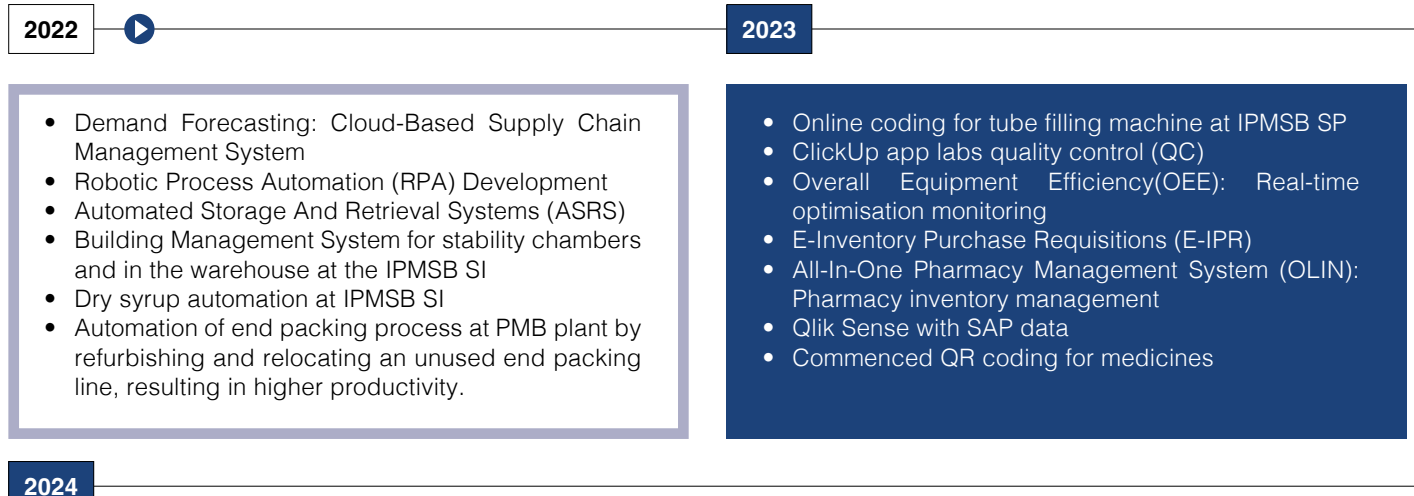 2022
• Demand Forecasting: Cloud-Based Supply Chain
Management System
• Robotic Process Automation (RPA) Development
• Automated Storage And Retrieval Systems (ASRS)
• Building Management System for stability chambers
and in the warehouse at the IPMSB SI
• Dry syrup automation at IPMSB SI
• Automation of end packing process at PMB plant by
refurbishing and relocating an unused end packing
line, resulting in higher productivity.
2023
• Online coding for tube filling machine at IPMSB SP
• ClickUp app labs quality control (QC)
• Overall Equipment Efficiency(OEE): Real-time
optimisation monitoring
• E-Inventory Purchase Requisitions (E-IPR)
• All-In-One Pharmacy Management System (OLIN):
Pharmacy inventory management
• Qlik Sense with SAP data
• Commenced QR coding for medicines
2024